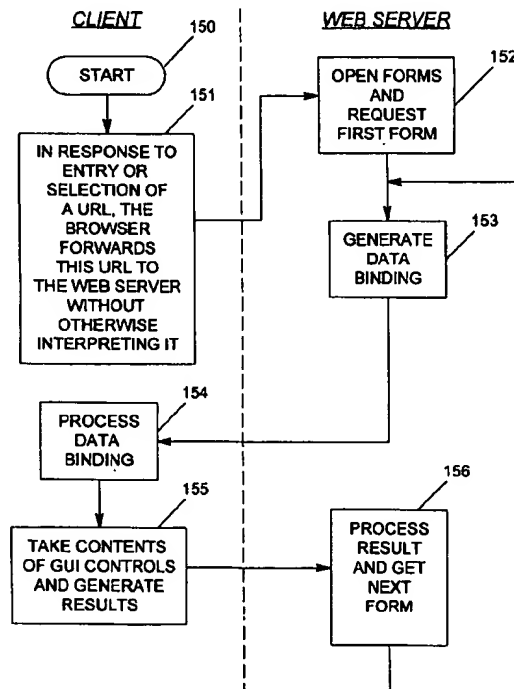 CLIENT
WEB SERVER
150
START
151
IN RESPONSE TO
ENTRY OR
SELECTION OF
A URL, THE
BROWSER
FORWARDS
THIS URL TO
THE WEB SERVER
WITHOUT
OTHERWISE
INTERPRETING IT
152
OPEN FORMS
AND
REQUEST
FIRST FORM
153
GENERATE
DATA
BINDING
154
PROCESS
DATA
BINDING
155
TAKE CONTENTS
OF GUI CONTROLS
AND GENERATE
RESULTS
156
PROCESS
RESULT
AND GET
NEXT
FORM